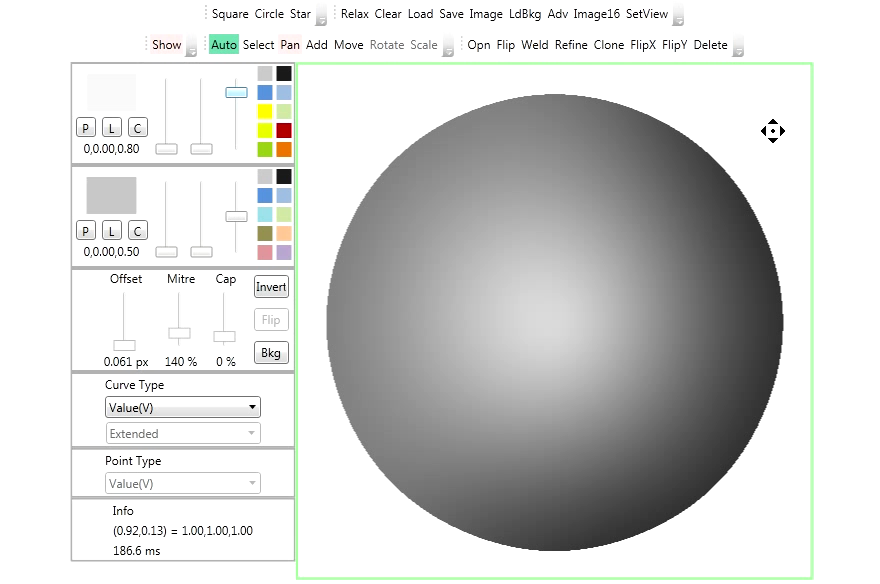 Square Circle Star Relax Clear Load Save Image LdBkg Adv Image16 SetView
Show Auto Select Pan Add Move Rotate Scale Opn Flip Weld Refine Clone FlipX FlipY Delete
P L C
0,0.00,0.80
P L C
0,0.00,0.50
Offset Mitre Cap
Invert
Flip
Bkg
0.061 px 140 % 0 %
Curve Type
Value(V)
Extended
Point Type
Value(V)
Info
(0.92,0.13) = 1.00,1.00,1.00
186.6 ms